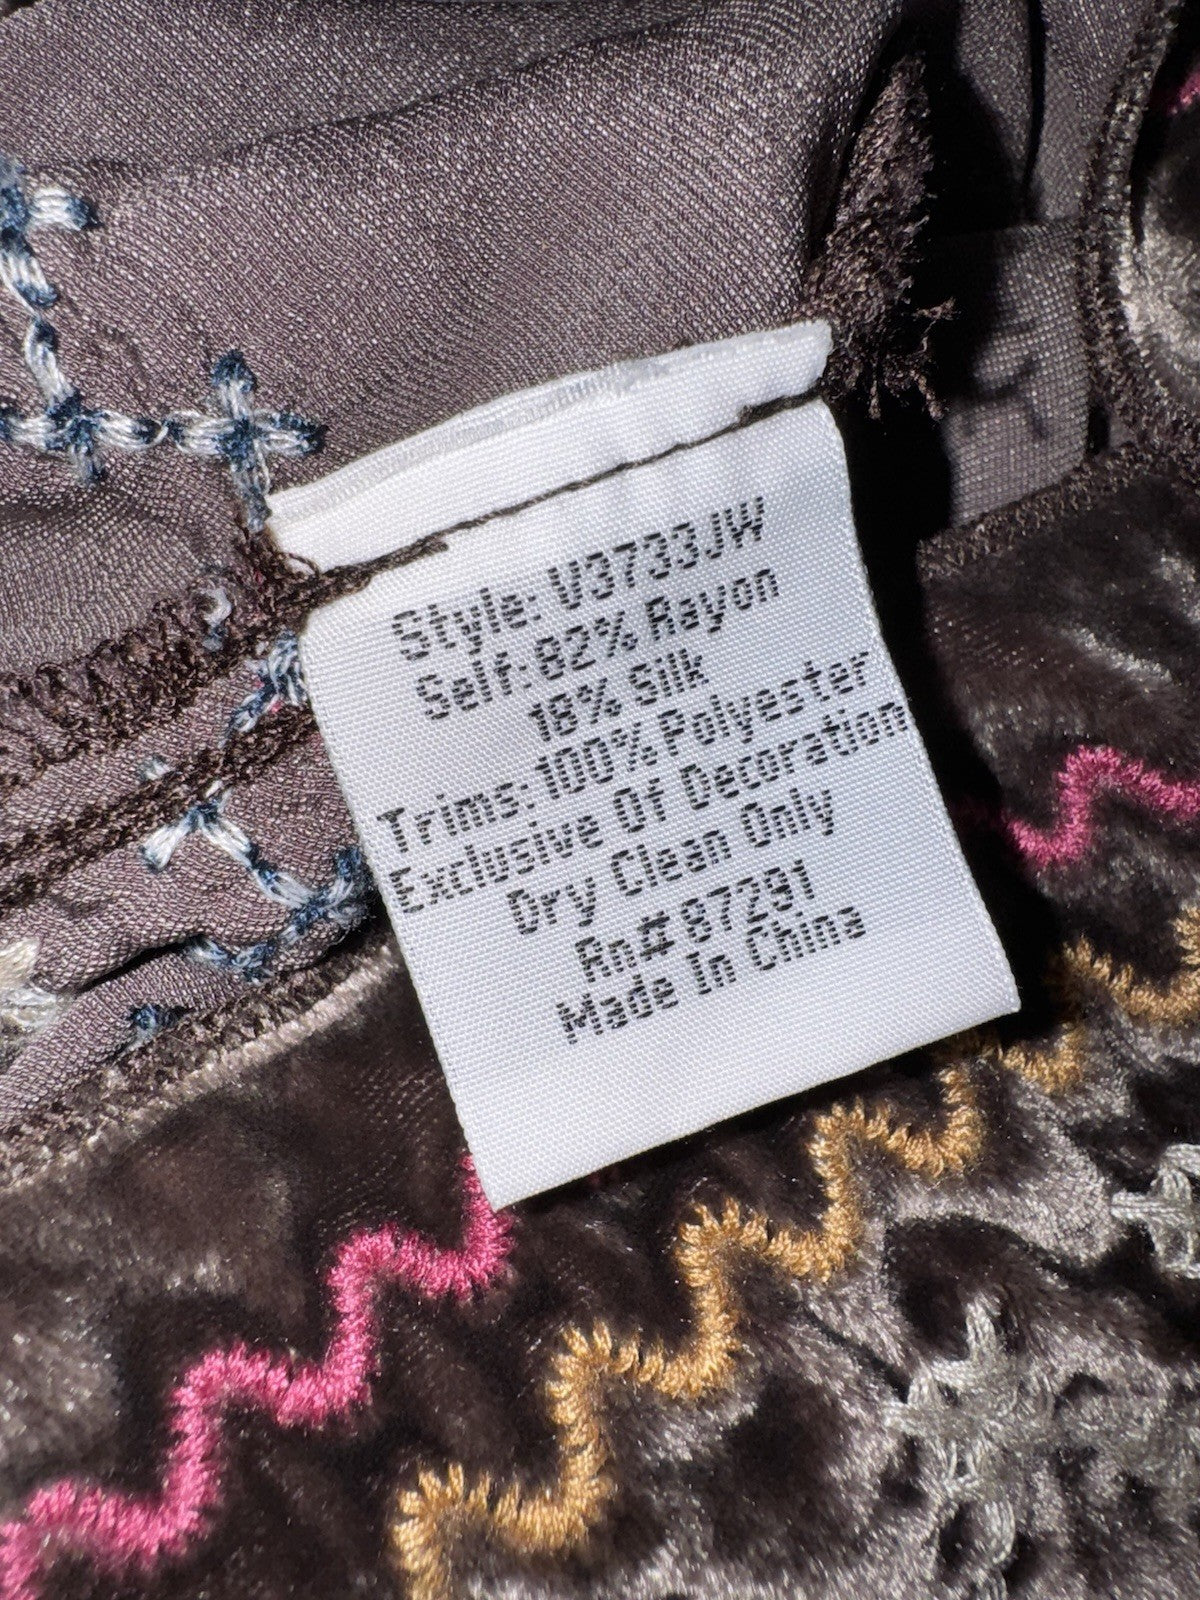 Style: V3733JW
Self: 82% Rayon
18% Silk
Trims: 100% Polyester
Exclusive Of Decoration
Dry Clean Only
Rn# 87291
Made In China